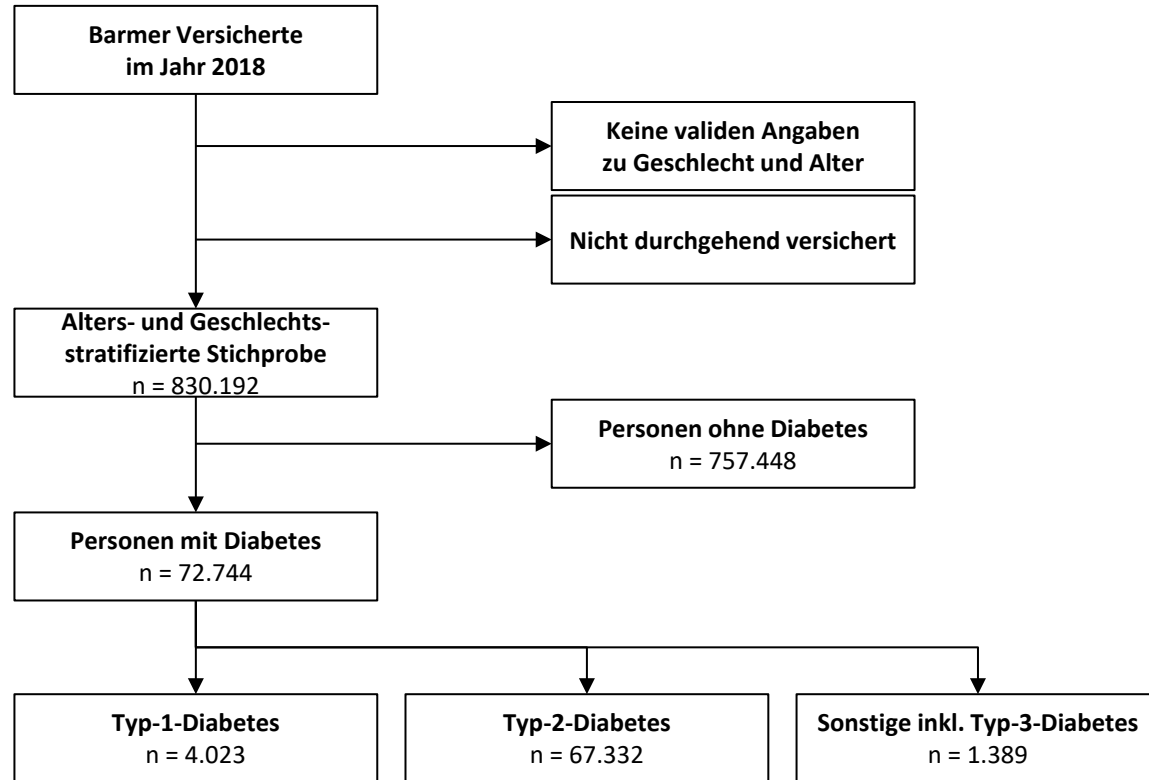 Barmer Versicherte
im Jahr 2018
Keine validen Angaben
zu Geschlecht und Alter
Nicht durchgehend versichert
Alters- und Geschlechts-
stratifizierte Stichprobe
n = 830.192
Personen ohne Diabetes
n = 757.448
Personen mit Diabetes
n = 72.744
Typ-1-Diabetes
n = 4.023
Typ-2-Diabetes
n = 67.332
Sonstige inkl. Typ-3-Diabetes
n = 1.389